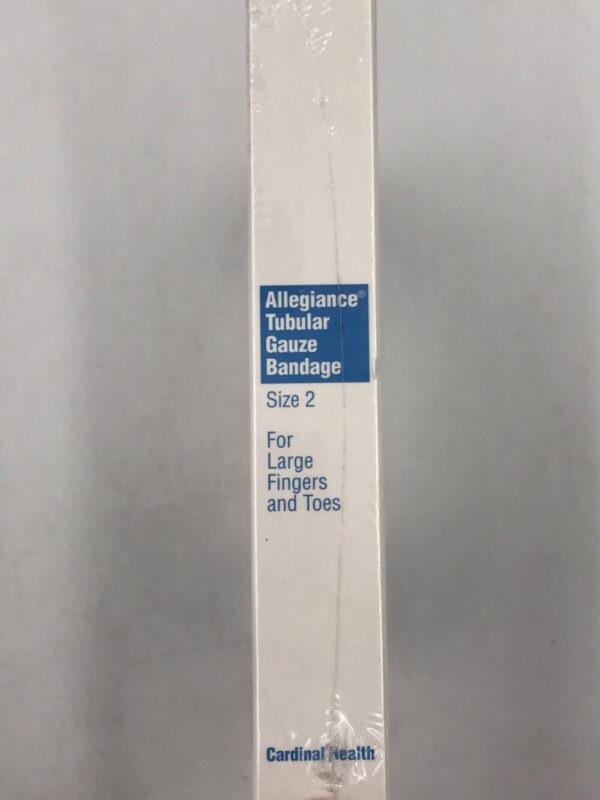 Allegiance®
Tubular
Gauze
Bandage
Size 2
For
Large
Fingers
and Toes
Cardinal Health